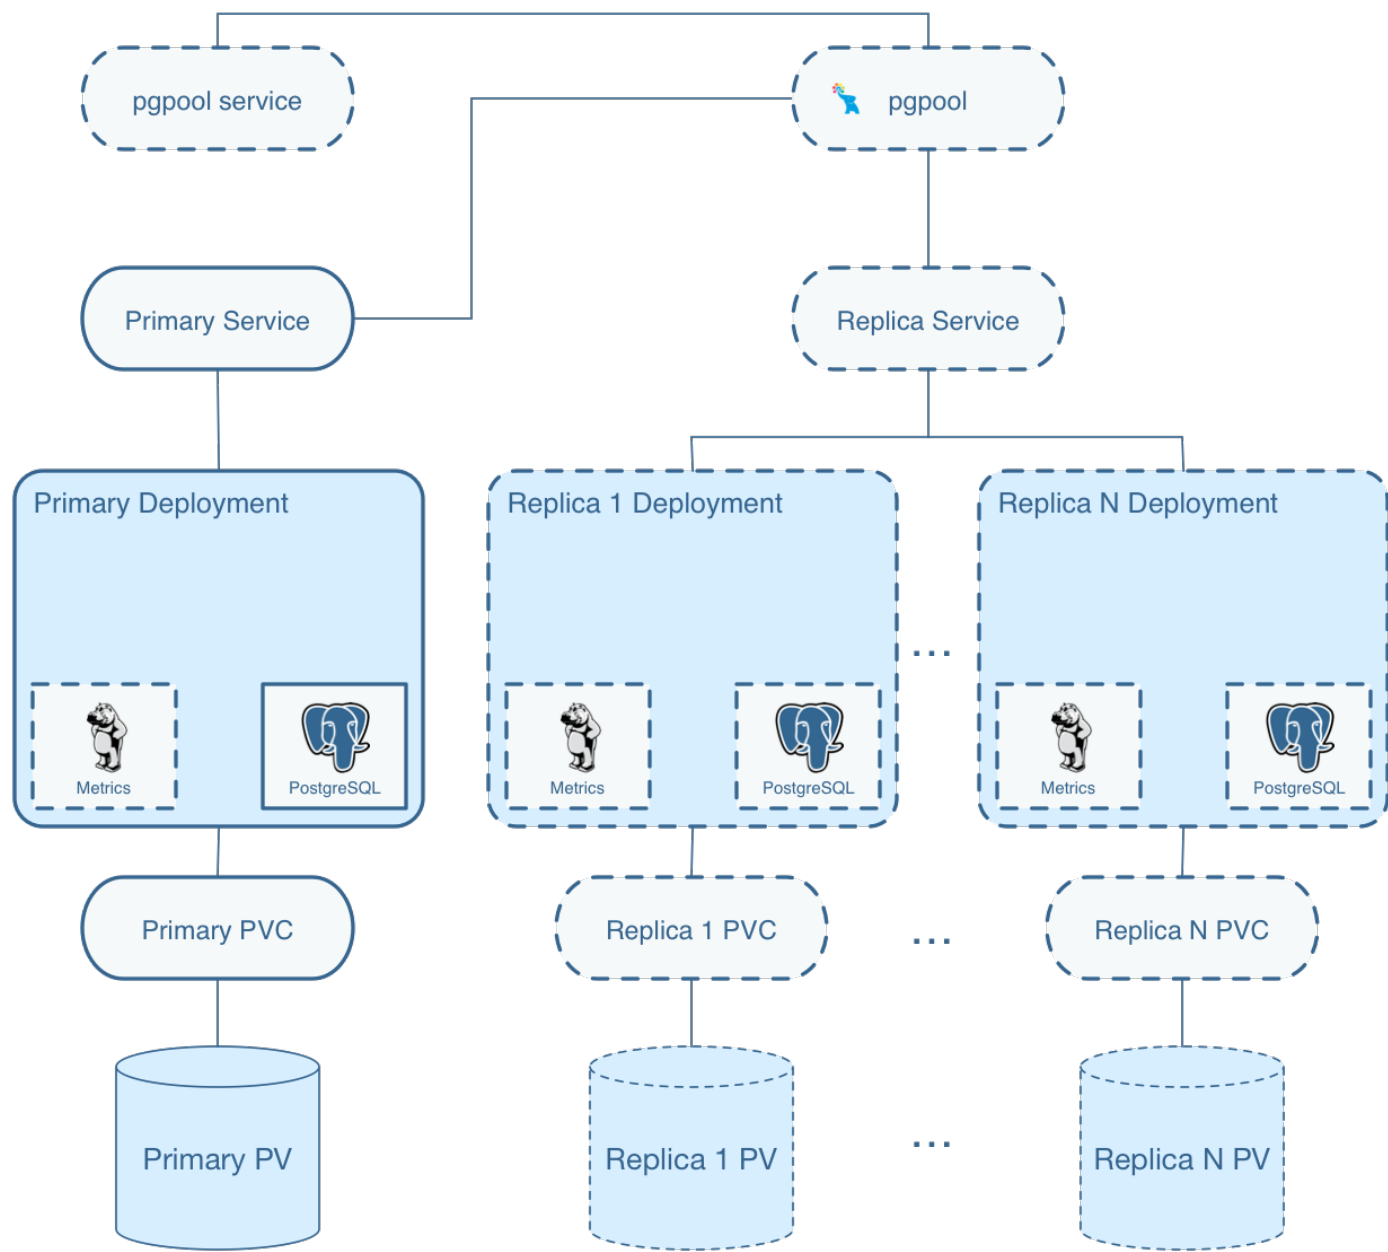 pgpool service
pgpool
Primary Service
Replica Service
Primary Deployment
Replica 1 Deployment
Replica N Deployment
...
Metrics
PostgreSQL
Metrics
PostgreSQL
Metrics
PostgreSQL
Primary PVC
Replica 1 PVC
...
Replica N PVC
Primary PV
Replica 1 PV
...
Replica N PV